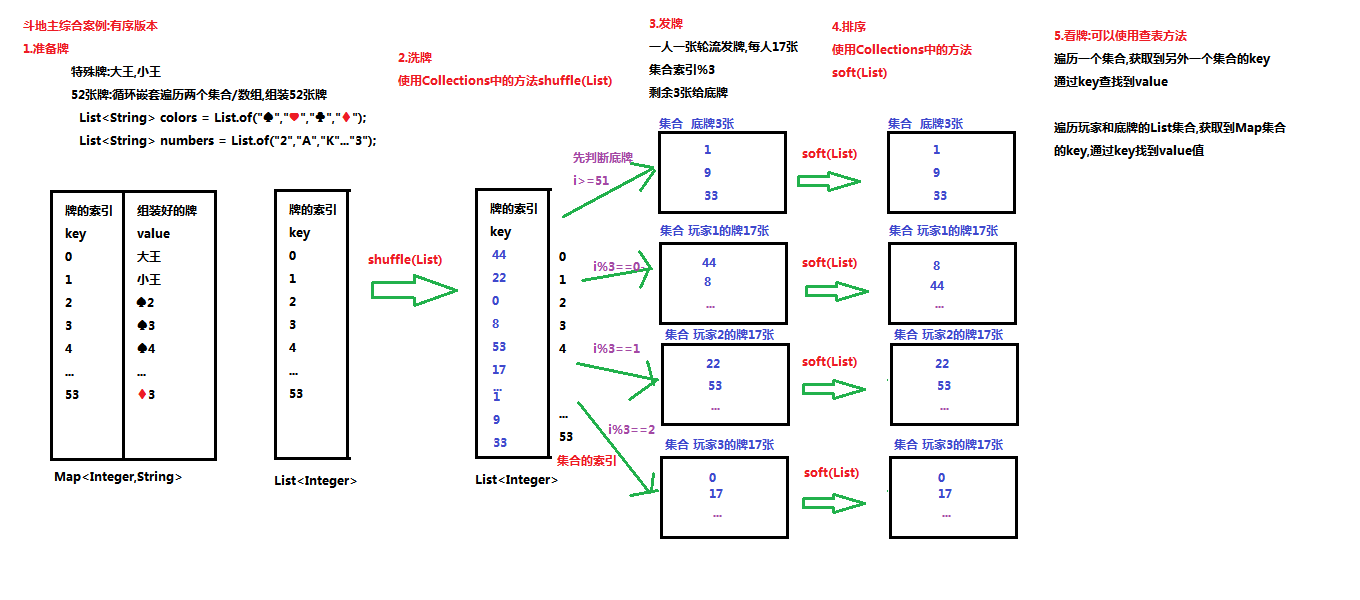 斗地主综合案例:有序版本
1.准备牌
特殊牌:大王,小王
52张牌:循环嵌套遍历两个集合/数组,组装52张牌
List<String> colors = List.of("♠","♥","♣","♦");
List<String> numbers = List.of("2","A","K"..."3");
牌的索引 组装好的牌
key value
0 大王
1 小王
2 ♠2
3 ♠3
4 ♠4
... ...
53 ♦3
Map<Integer,String>
牌的索引
key
0
1
2
3
4
...
53
List<Integer>
2.洗牌
使用Collections中的方法shuffle(List)
shuffle(List)
牌的索引
key
44
22
0
8
53
17
...
1
9
33
List<Integer>
0
1
2
3
4
...
53
集合的索引
3.发牌
一人一张轮流发牌,每人17张
集合索引%3
剩余3张给底牌
先判断底牌
i>=51
i%3==0
i%3==1
i%3==2
集合 底牌3张
1
9
33
集合 玩家1的牌17张
44
8
...
集合 玩家2的牌17张
22
53
...
集合 玩家3的牌17张
0
17
...
4.排序
使用Collections中的方法
soft(List)
soft(List)
soft(List)
soft(List)
soft(List)
集合 底牌3张
1
9
33
集合 玩家1的牌17张
8
44
...
集合 玩家2的牌17张
22
53
...
集合 玩家3的牌17张
0
17
...
5.看牌:可以使用查表方法
遍历一个集合,获取到另外一个集合的key
通过key查找到value
遍历玩家和底牌的List集合,获取到Map集合
的key,通过key找到value值